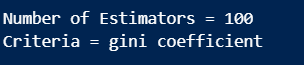 Number of Estimators = 100
Criteria = gini coefficient